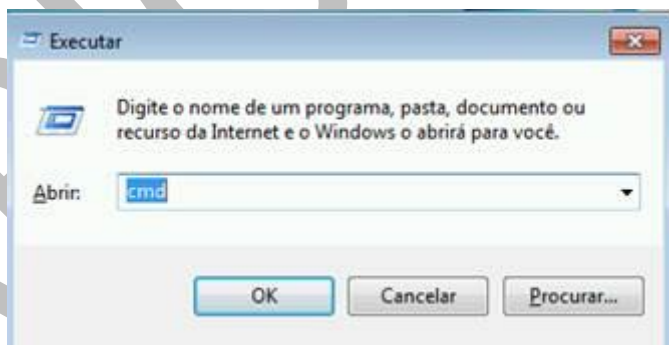 Executar
Digite o nome de um programa, pasta, documento ou
recurso da Internet e o Windows o abrirá para você.
Abrir: cmd
OK Cancelar Procurar...